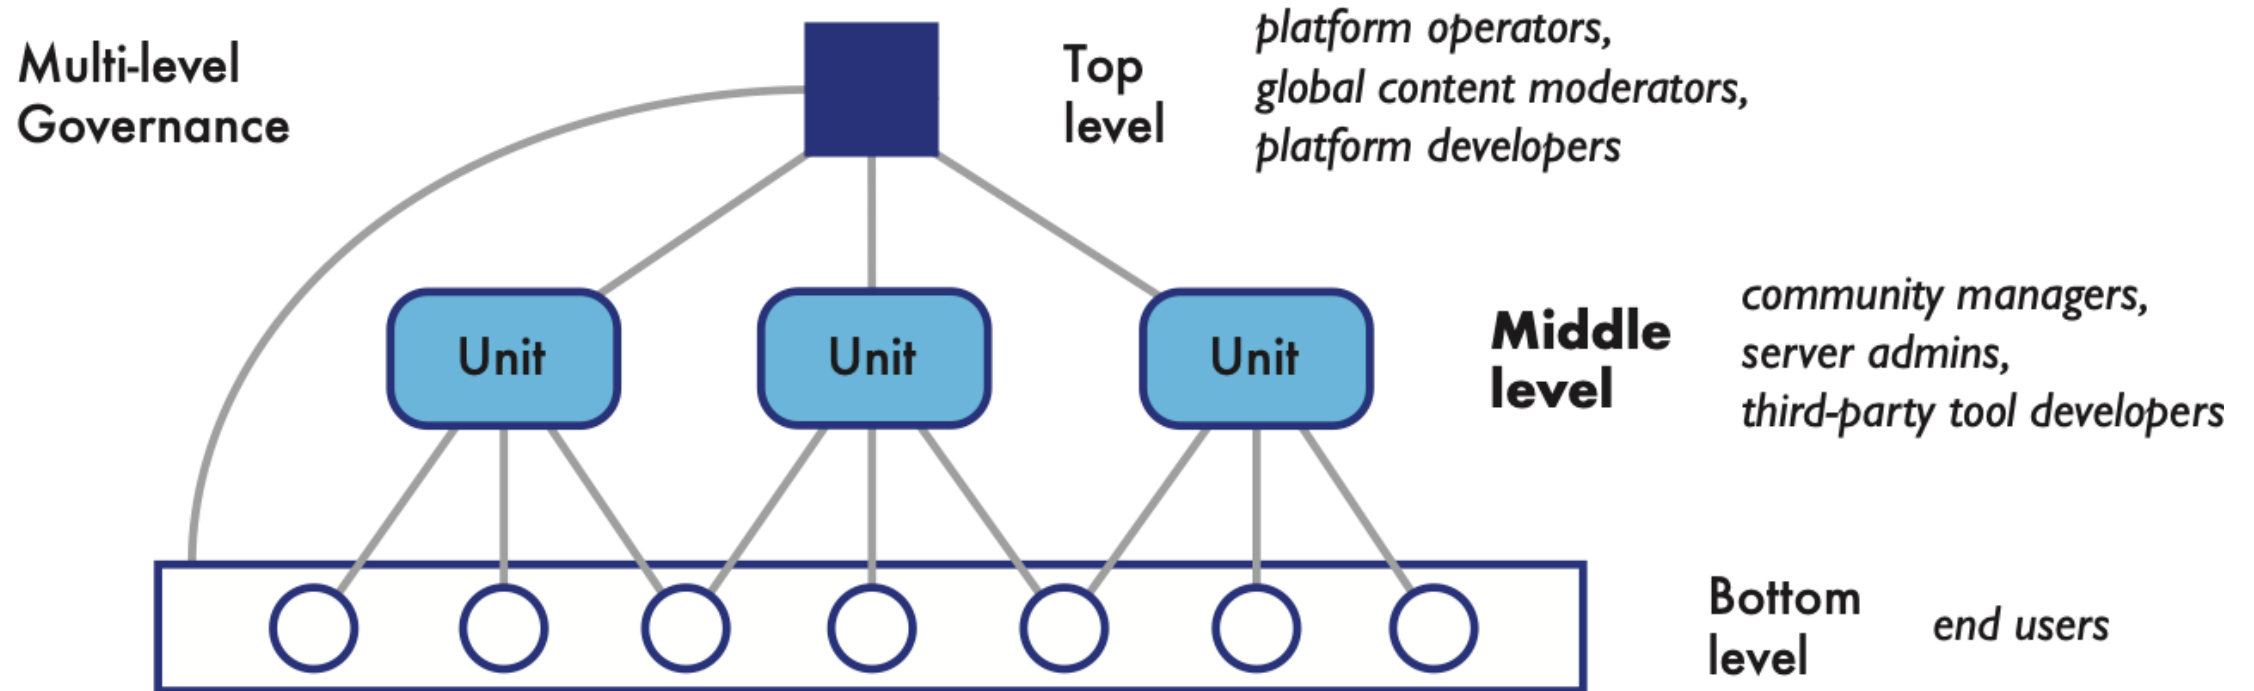 Multi-level
Governance
Top
level
platform operators,
global content moderators,
platform developers
Unit
Unit
Unit
Middle
level
community managers,
server admins,
third-party tool developers
Bottom
level
end users